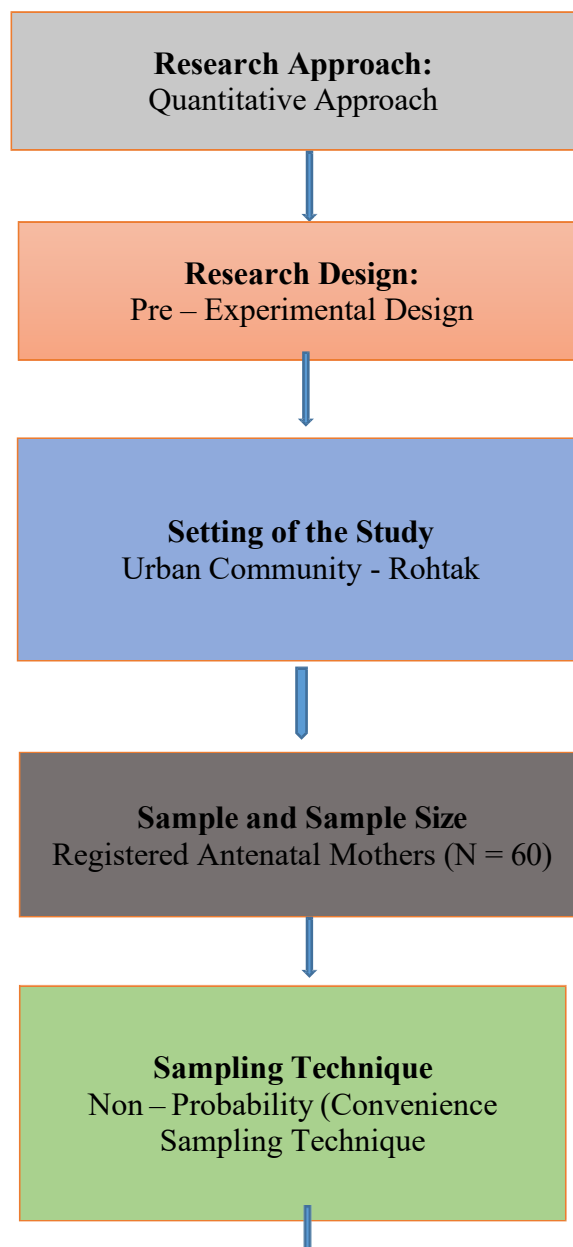 Research Approach:
Quantitative Approach
Research Design:
Pre – Experimental Design
Setting of the Study
Urban Community - Rohtak
Sample and Sample Size
Registered Antenatal Mothers (N = 60)
Sampling Technique
Non – Probability (Convenience
Sampling Technique